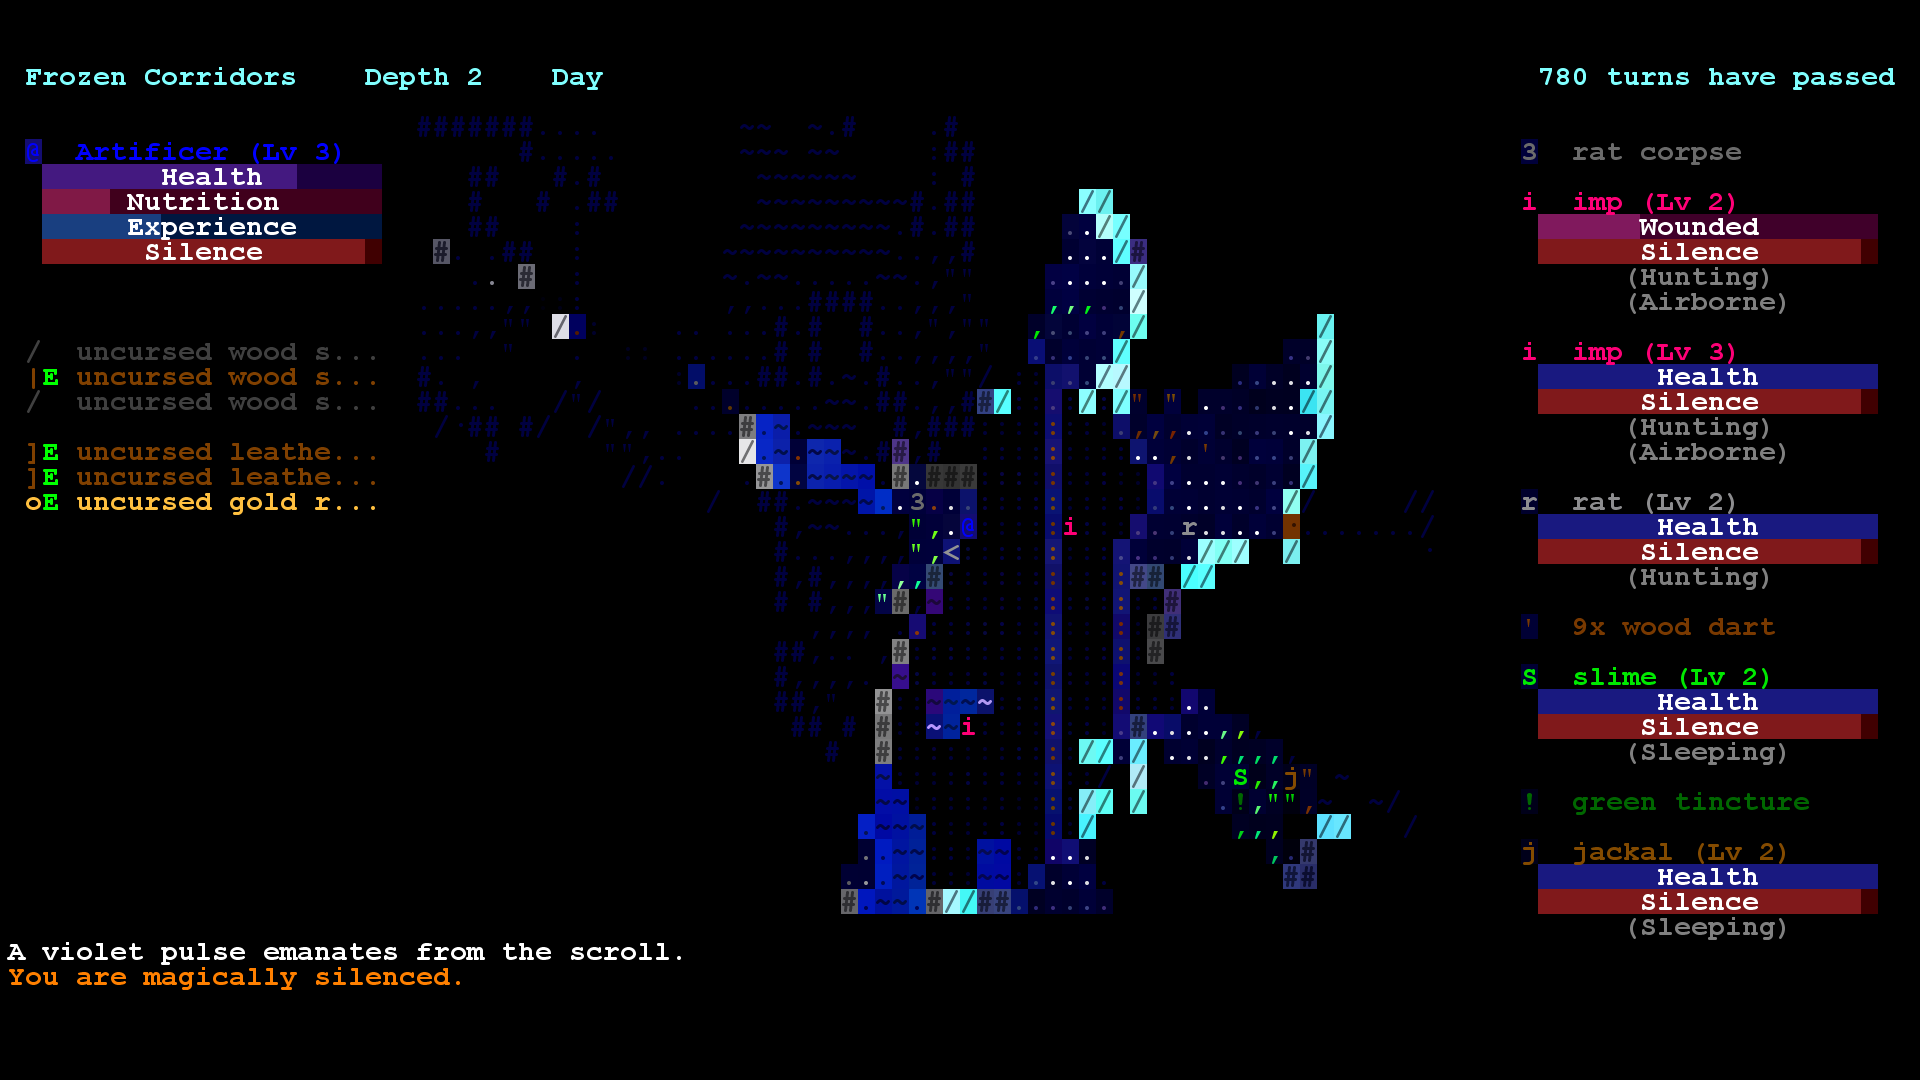 Frozen Corridors Depth 2 Day
780 turns have passed
@ Artificer (Lv 3)
Health
Nutrition
Experience
Silence
/ uncursed wood s...
|E uncursed wood s...
/ uncursed wood s...
]E uncursed leathe...
]E uncursed leathe...
oE uncursed gold r...
3 rat corpse
i imp (Lv 2)
Wounded
Silence
(Hunting)
(Airborne)
i imp (Lv 3)
Health
Silence
(Hunting)
(Airborne)
r rat (Lv 2)
Health
Silence
(Hunting)
' 9x wood dart
S slime (Lv 2)
Health
Silence
(Sleeping)
! green tincture
j jackal (Lv 2)
Health
Silence
(Sleeping)
A violet pulse emanates from the scroll.
You are magically silenced.